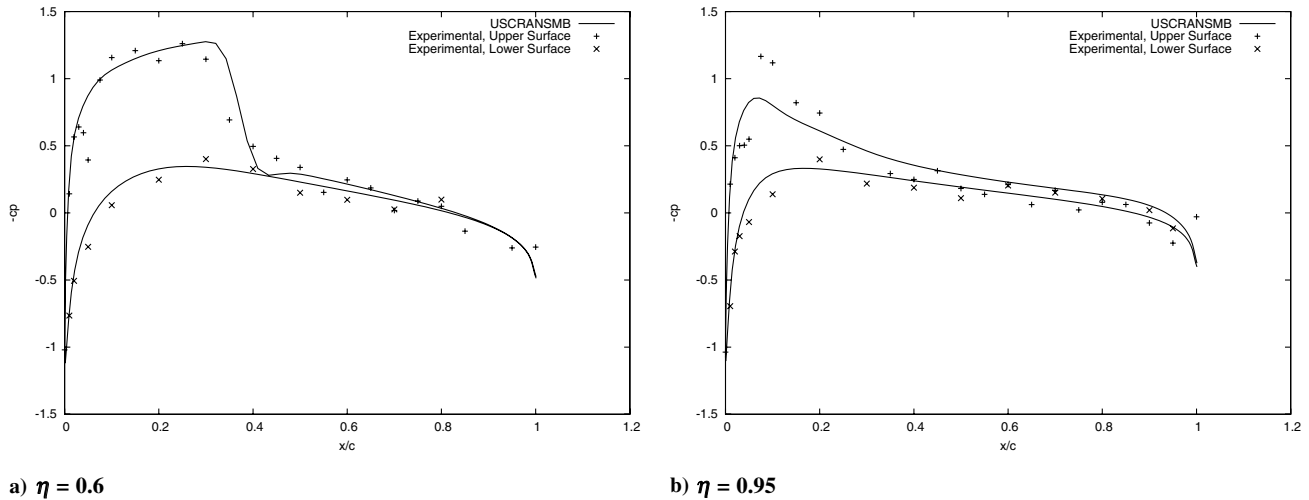 1.5
1
0.5
0
-0.5
-1
-1.5
-cp
0
0.2
0.4
0.6
0.8
1
1.2
x/c
USCRANSMB
Experimental, Upper Surface
Experimental, Lower Surface
a) η = 0.6
1.5
1
0.5
0
-0.5
-1
-1.5
-cp
0
0.2
0.4
0.6
0.8
1
1.2
x/c
USCRANSMB
Experimental, Upper Surface
Experimental, Lower Surface
b) η = 0.95